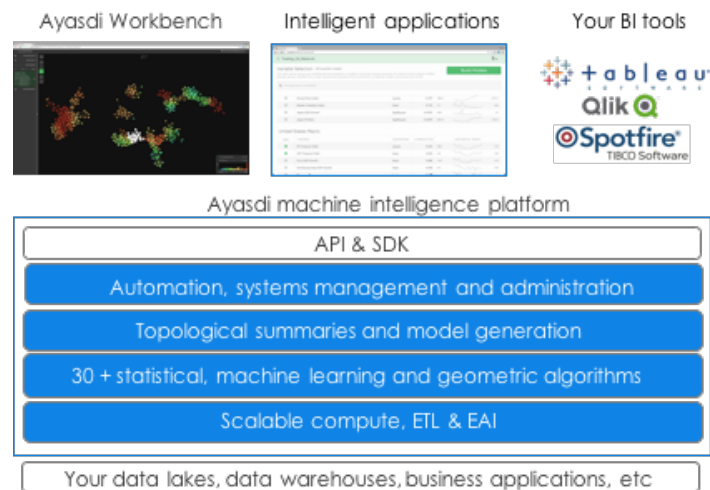 Ayasdi Workbench
Intelligent applications
Your BI tools
+ a b l e a u
S O F T W A R E
Qlik
Spotfire®
TIBCO Software
Ayasdi machine intelligence platform
API & SDK
Automation, systems management and administration
Topological summaries and model generation
30 + statistical, machine learning and geometric algorithms
Scalable compute, ETL & EAI
Your data lakes, data warehouses, business applications, etc